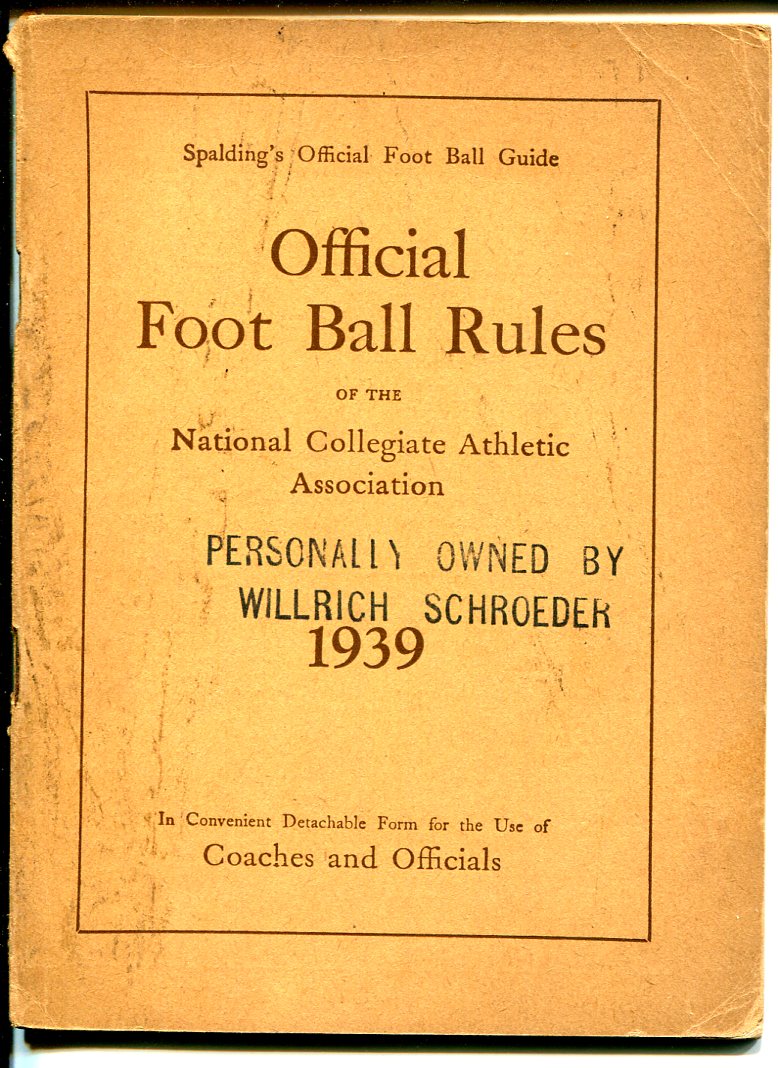 Spalding's Official Foot Ball Guide
Official
Foot Ball Rules
OF THE
National Collegiate Athletic
Association
PERSONALLY OWNED BY
WILLRICH SCHROEDER
1939
In Convenient Detachable Form for the Use of
Coaches and Officials